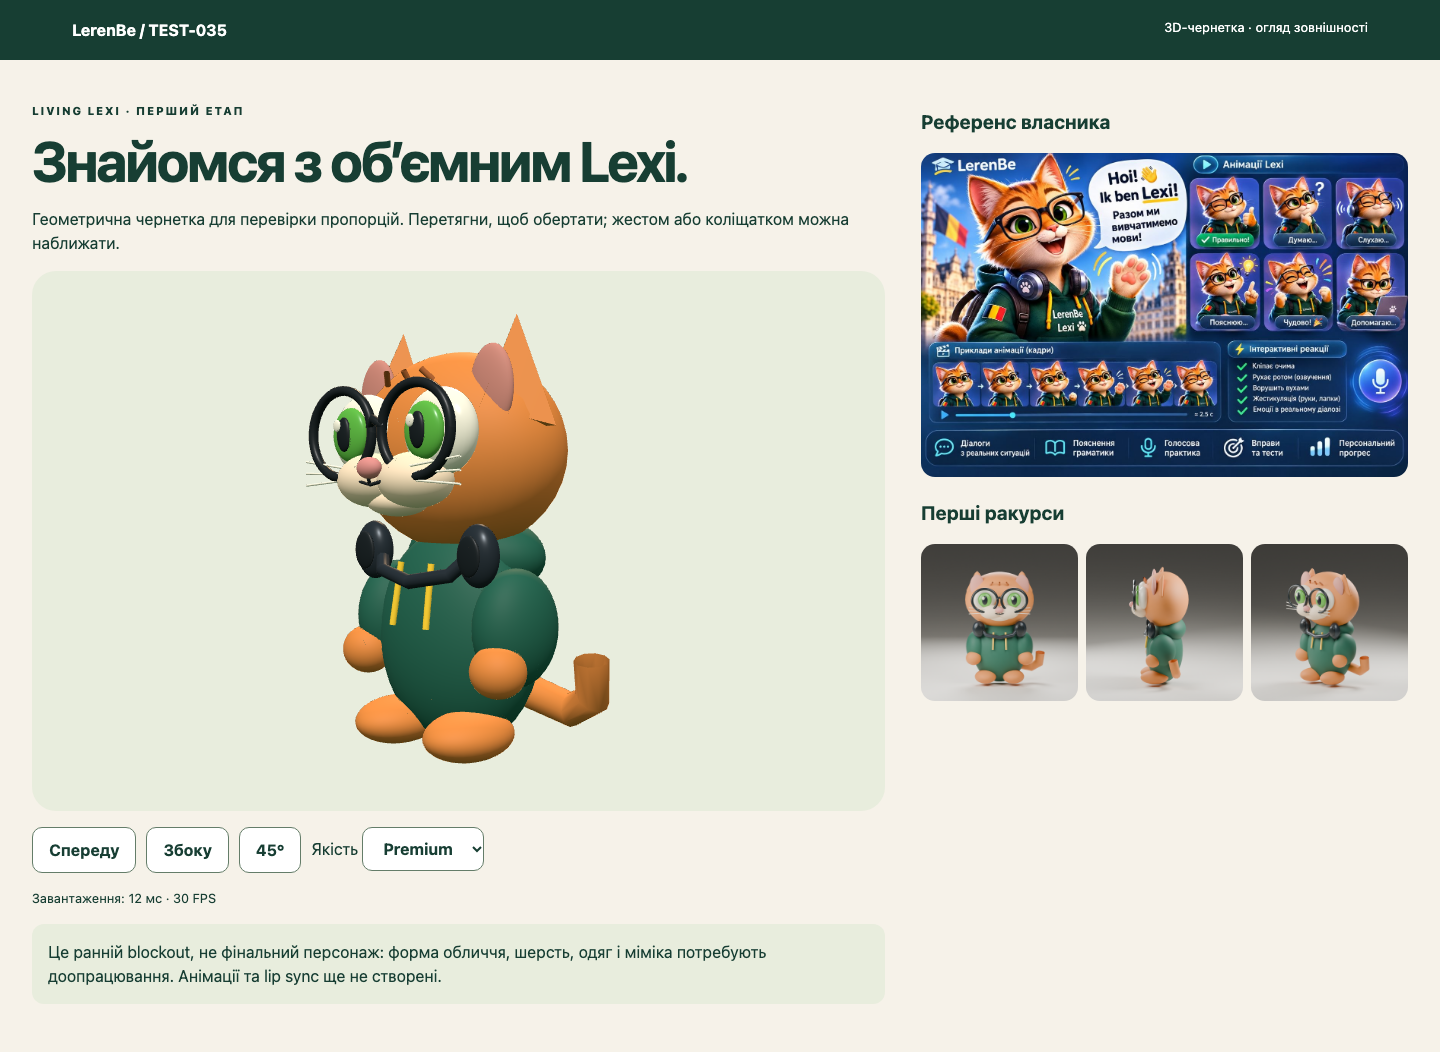 LerenBe / TEST-035
3D-чернетка · огляд зовнішності
LIVING LEXI · ПЕРШИЙ ЕТАП
Знайомся з об’ємним Lexi.
Геометрична чернетка для перевірки пропорцій. Перетягни, щоб обертати; жестом або коліщатком можна
наближати.
Спереду
Збоку
45°
Якість
Premium
Завантаження: 12 мс · 30 FPS
Це ранній blockout, не фінальний персонаж: форма обличчя, шерсть, одяг і міміка потребують
доопрацювання. Анімації та lip sync ще не створені.
Референс власника
LerenBe
Hoi! 👋
Ik ben Lexi!
Разом ми
вивчатимемо
мови!
LerenBe
Lexi
Анімації Lexi
?
Правильно!
Думаю...
Слухаю...
Пояснюю...
Чудово! 🎉
Допомагаю...
Приклади анімації (кадри)
≈ 2.5 с
Інтерактивні реакції
Кліпає очима
Рухає ротом (озвучення)
Ворушить вухами
Жестикуляція (руки, лапки)
Емоції в реальному діалозі
Діалоги
з реальних ситуацій
Пояснення
граматики
Голосова
практика
Вправи
та тести
Персональний
прогрес
Перші ракурси